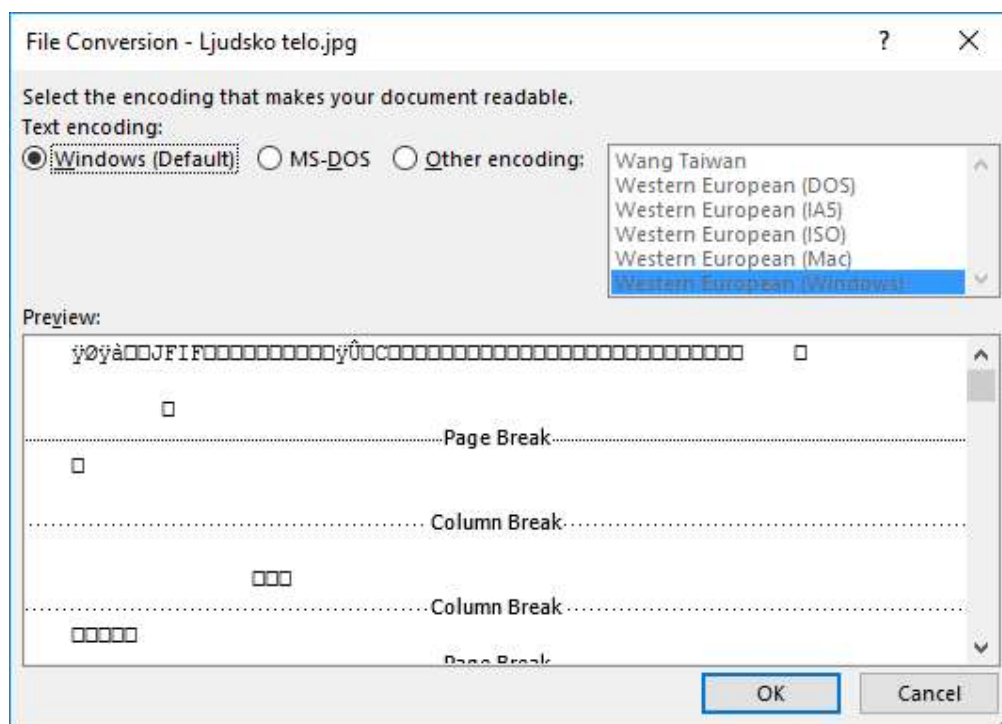 File Conversion - Ljudsko telo.jpg
Select the encoding that makes your document readable.
Text encoding:
Windows (Default) MS-DOS Other encoding:
Wang Taiwan
Western European (DOS)
Western European (IA5)
Western European (ISO)
Western European (Mac)
Western European (Windows)
Preview:
ÿØÿà□□JFIF□□□□□□□□□□ÿÛ□C□□□□□□□□□□□□□□□□□□□□□□□□□□□ □
□
Page Break
□
Column Break
□□□
Column Break
□□□□□
Page Break
OK Cancel